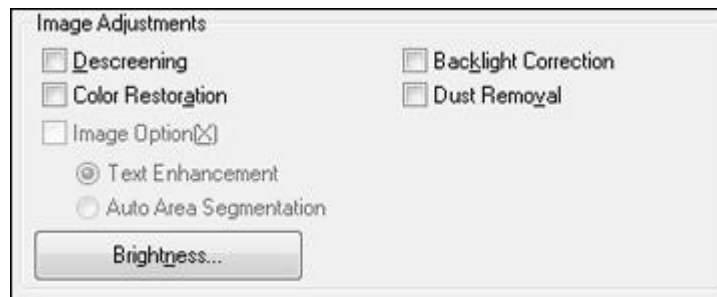 Image Adjustments
Descreening
Backlight Correction
Color Restoration
Dust Removal
Image Option(X)
Text Enhancement
Auto Area Segmentation
Brightness...